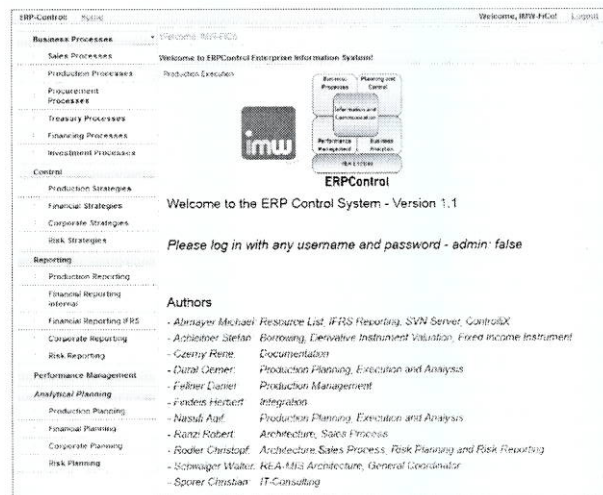 ERP-Control: Home
Welcome, IMW-FiCo! Logout
Business Processes
Sales Processes
Production Processes
Procurement
Processes
Treasury Processes
Financing Processes
Investment Processes
Control
Production Strategies
Financial Strategies
Corporate Strategies
Risk Strategies
Reporting
Production Reporting
Financial Reporting
Internal
Financial Reporting IFRS
Corporate Reporting
Risk Reporting
Performance Management
Analytical Planning
Production Planning
Financial Planning
Corporate Planning
Risk Planning
Welcome, IMW-FiCo
Welcome to ERPControl Enterprise Information System!
Production Execution
imw
Business
Processes
Planning and
Control
Information and
Communication
Performance
Management
Business
Analytics
ERPControl
Welcome to the ERP Control System - Version 1.1
Please log in with any username and password - admin: false
Authors
- Abmayer Michael: Resource List, IFRS Reporting, SVN Server, ControlIX
- Achleitner Stefan: Borrowing, Derivative Instrument Valuation, Fixed Income Instrument
- Czerny Rene: Documentation
- Dural Oemer: Production Planning, Execution and Analysis
- Fellner Daniel: Production Management
- Finders Herbert: Integration
- Nasufi Agif: Production Planning, Execution and Analysis
- Ranzi Robert: Architecture, Sales Process
- Rodler Christopf: Architecture, Sales Process, Risk Planning and Risk Reporting
- Schwaiger Walter: REA-MIS Architecture, General Coordinator
- Sporer Christian: IT-Consulting